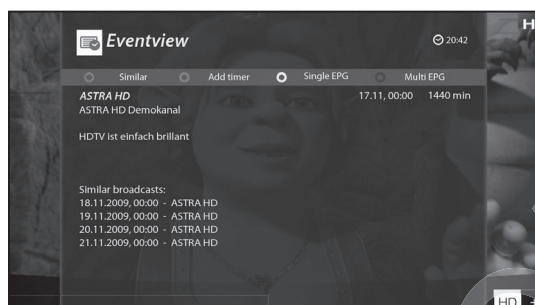 H
Eventview
20:42
Similar Add timer Single EPG Multi EPG
ASTRA HD 17.11, 00:00 1440 min
ASTRA HD Demokanal
HDTV ist einfach brillant
Similar broadcasts:
18.11.2009, 00:00 - ASTRA HD
19.11.2009, 00:00 - ASTRA HD
20.11.2009, 00:00 - ASTRA HD
21.11.2009, 00:00 - ASTRA HD
HD